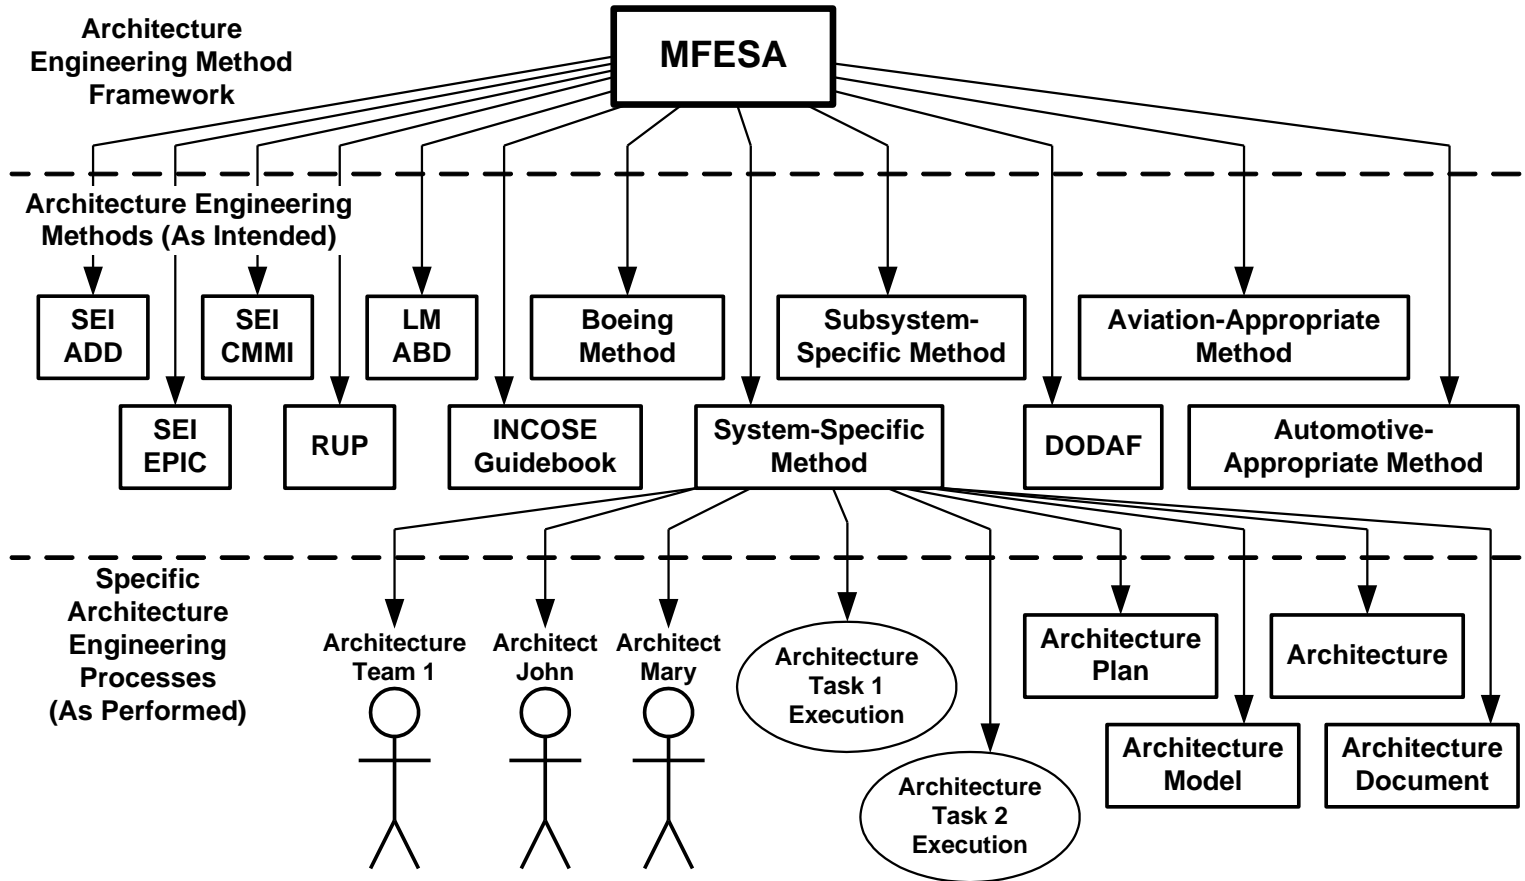 Architecture
Engineering Method
Framework
MFESA
Architecture Engineering
Methods (As Intended)
SEI
ADD
SEI
CMMI
LM
ABD
Boeing
Method
Subsystem-
Specific Method
Aviation-Appropriate
Method
SEI
EPIC
RUP
INCOSE
Guidebook
System-Specific
Method
DODAF
Automotive-
Appropriate Method
Specific
Architecture
Engineering
Processes
(As Performed)
Architecture
Team 1
Architect
John
Architect
Mary
Architecture
Task 1
Execution
Architecture
Plan
Architecture
Architecture
Task 2
Execution
Architecture
Model
Architecture
Document